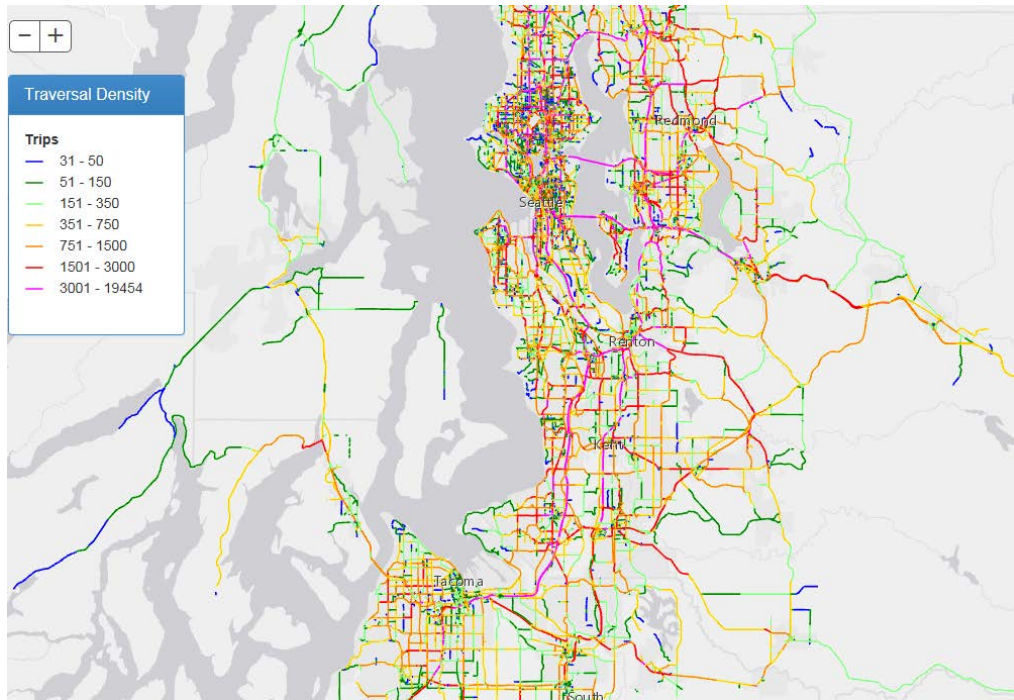 − +
Traversal Density
Trips
31 - 50
51 - 150
151 - 350
351 - 750
751 - 1500
1501 - 3000
3001 - 19454
Redmond
Seattle
Renton
Kent
Tacoma
South